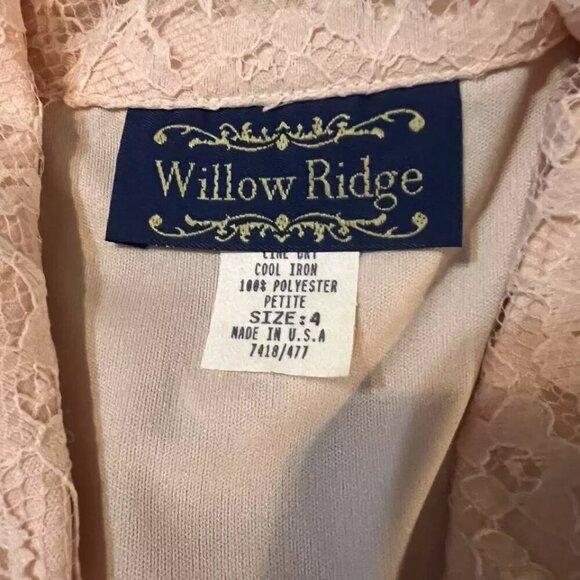 Willow Ridge
LINE DRY
COOL IRON
100% POLYESTER
PETITE
SIZE:4
MADE IN U.S.A
7418/477